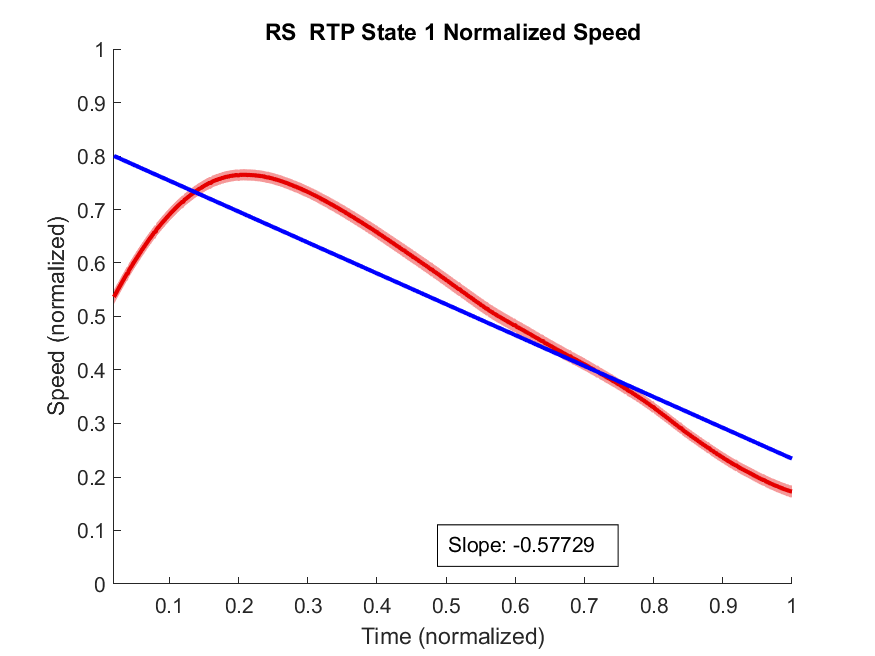 RS  RTP State 1 Normalized Speed
1
0.9
0.8
0.7
0.6
0.5
0.4
0.3
0.2
0.1
0
Speed (normalized)
Slope: -0.57729
0.1 0.2 0.3 0.4 0.5 0.6 0.7 0.8 0.9 1
Time (normalized)